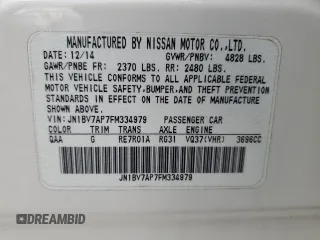 MANUFACTURED BY NISSAN MOTOR CO.,LTD.
DATE: 12/14 GVWR/PNBV: 4828 LBS.
GAWR/PNBE FR: 2370 LBS. RR: 2480 LBS.
THIS VEHICLE CONFORMS TO ALL APPLICABLE FEDERAL
MOTOR VEHICLE SAFETY,BUMPER,AND THEFT PREVENTION
STANDARDS IN EFFECT ON THE DATE OF MANUFACTURE
SHOWN ABOVE.
VIN: JN1BV7AP7FM334979 PASSENGER CAR
COLOR TRIM TRANS AXLE ENGINE
QAA G RE7R01A RG31 VQ37(VHR) 3696CC
JN1BV7AP7FM334979
DREAMBID